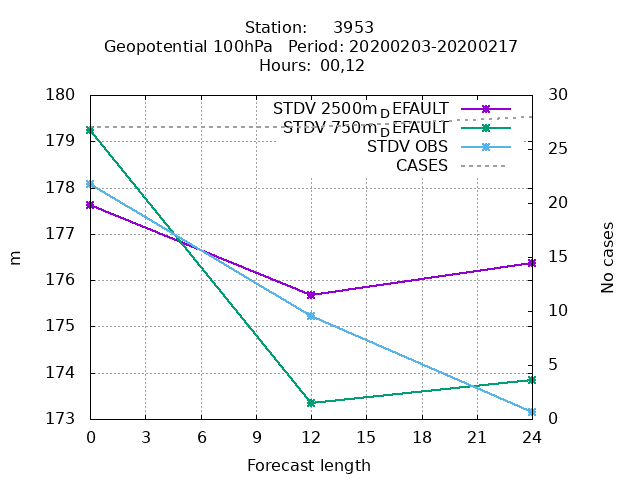 Station:     3953
Geopotential 100hPa   Period: 20200203-20200217
Hours:  00,12
180
179
178
177
176
175
174
173
m
30
25
20
15
10
5
0
No cases
STDV 2500m_DEFAULT
STDV 750m_DEFAULT
STDV OBS
CASES
0 3 6 9 12 15 18 21 24
Forecast length